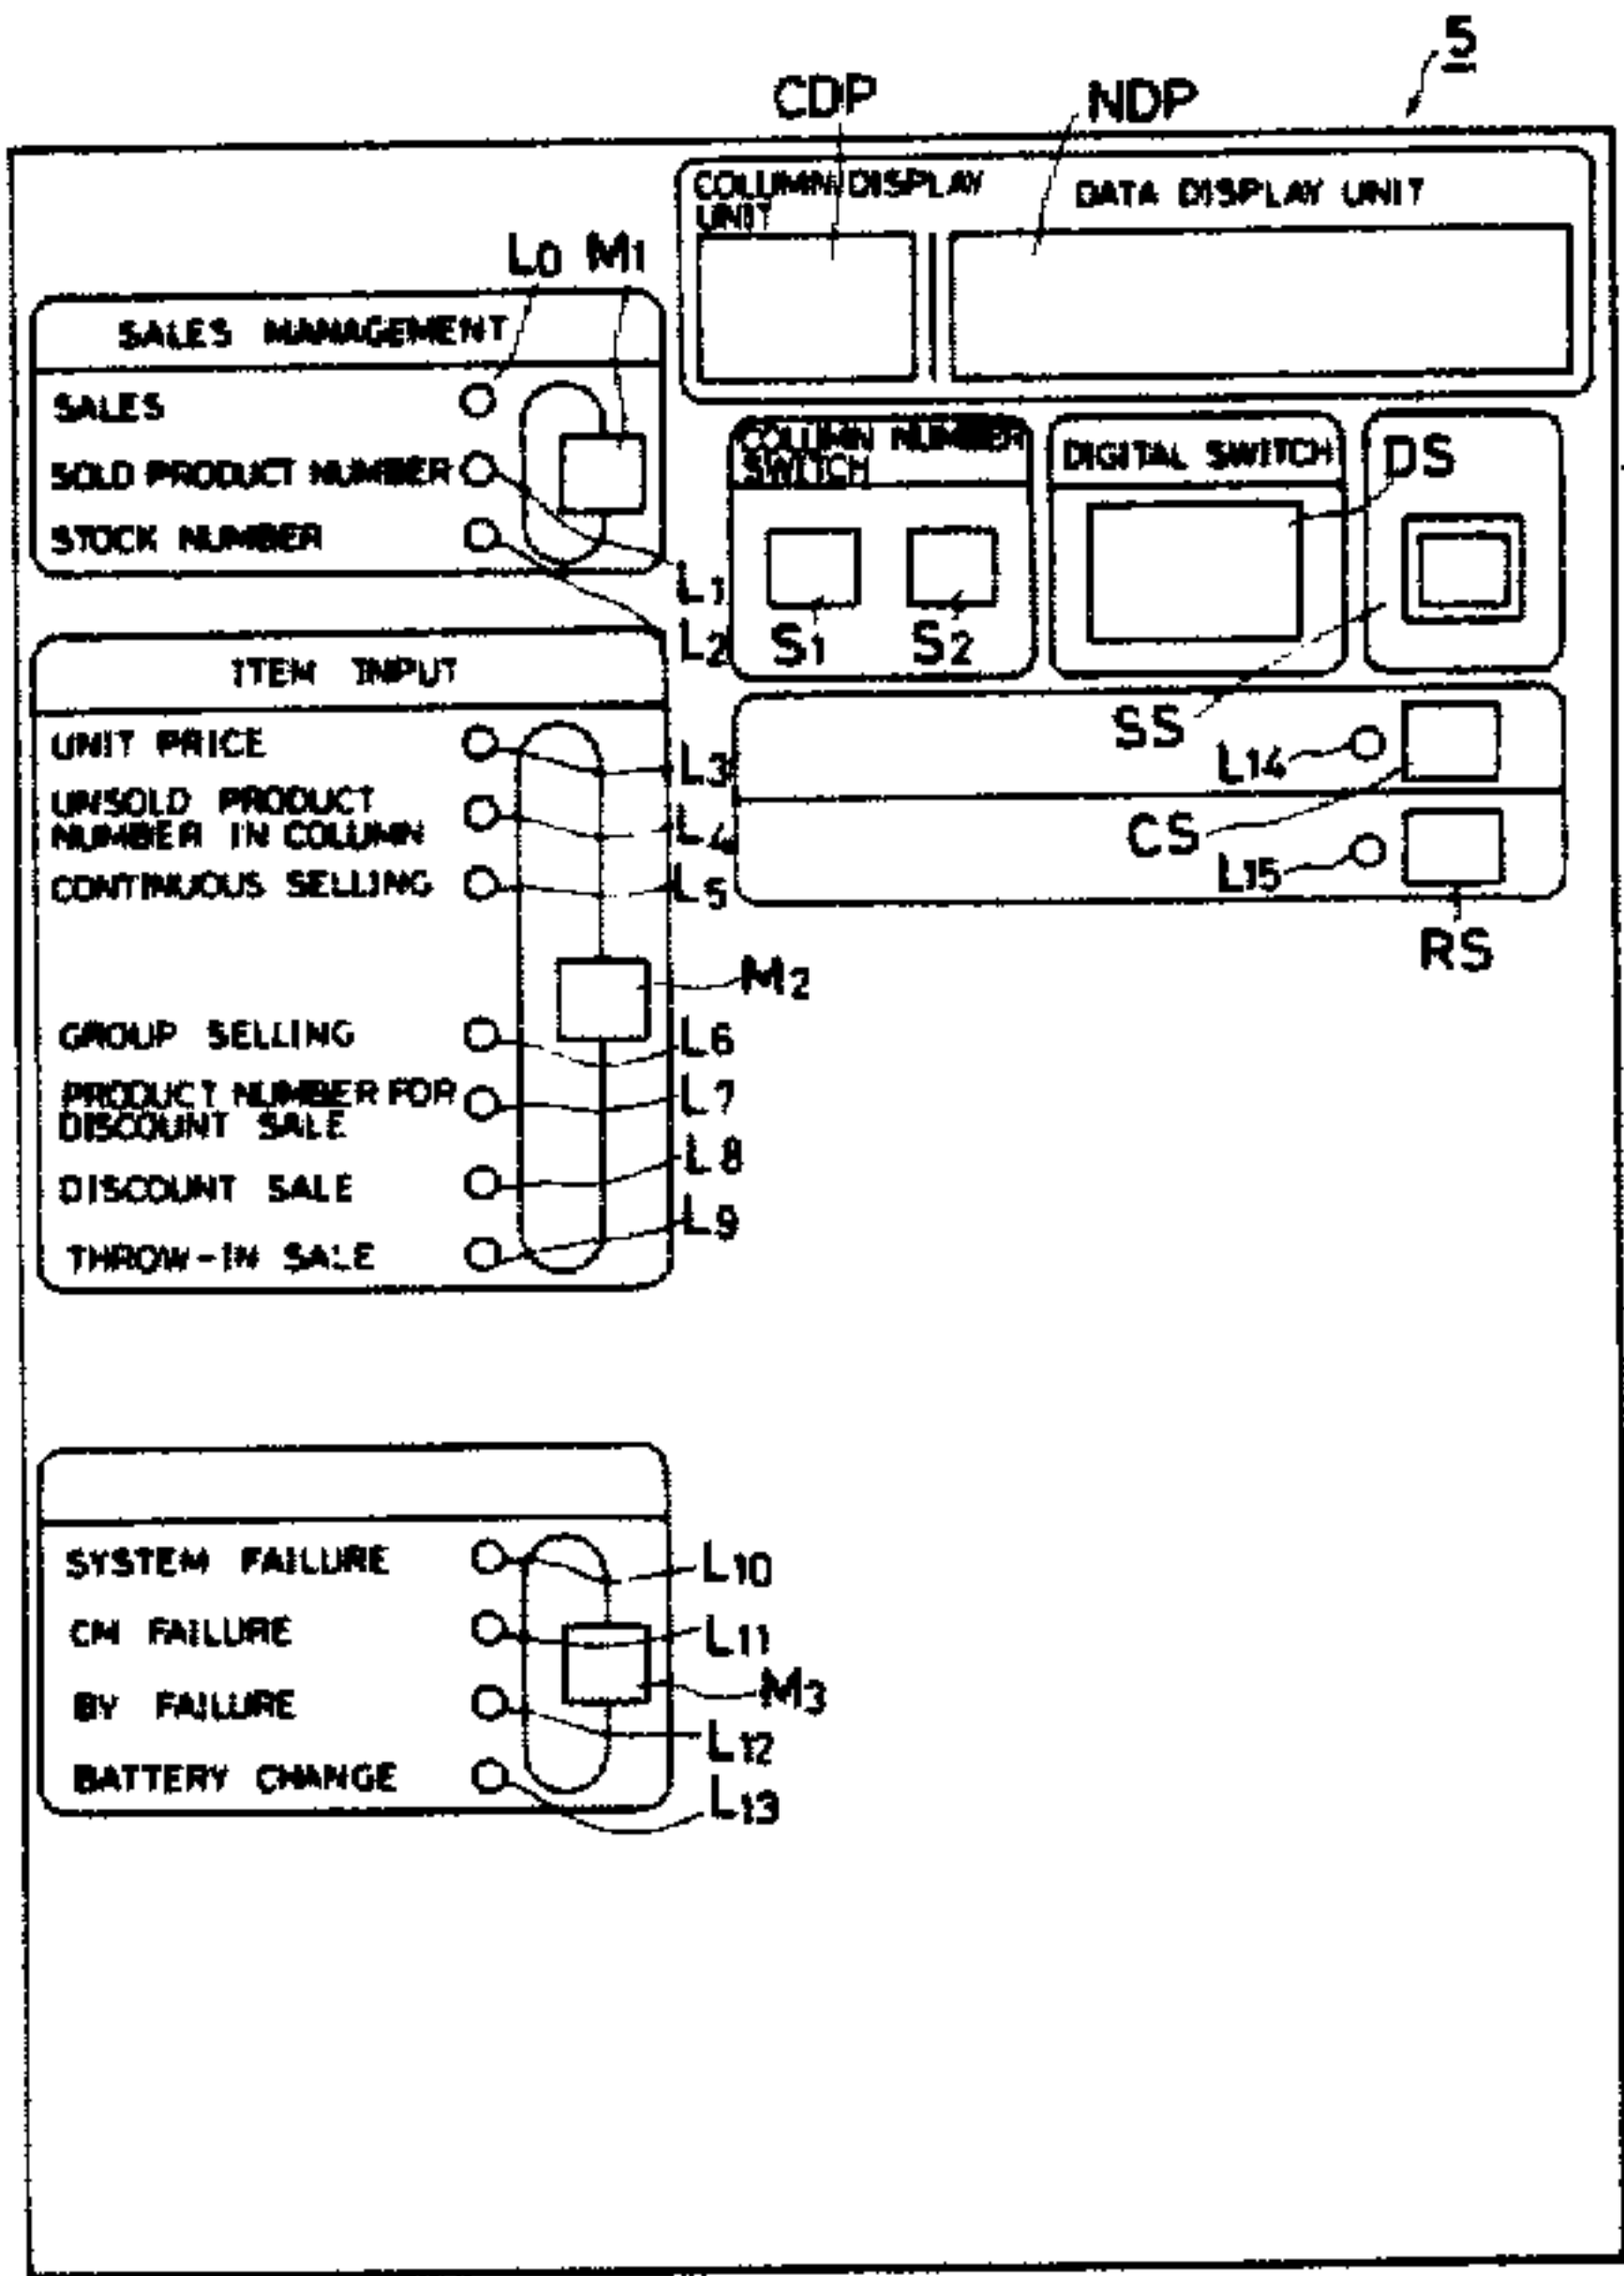 5
CDP NDP
COLUMN DISPLAY
UNIT
DATA DISPLAY UNIT
L0 M1
SALES MANAGEMENT
SALES
SOLD PRODUCT NUMBER
STOCK NUMBER
L1
L2
COLUMN NUMBER
SWITCH
S1 S2
DIGITAL SWITCH
DS
SS
L14
CS
L15
RS
ITEM INPUT
UNIT PRICE
L3
UNSOLD PRODUCT
NUMBER IN COLUMN
L4
CONTINUOUS SELLING
L5
M2
GROUP SELLING
L6
PRODUCT NUMBER FOR
DISCOUNT SALE
L7
DISCOUNT SALE
L8
THROW-IN SALE
L9
SYSTEM FAILURE
L10
CM FAILURE
L11
M3
BV FAILURE
L12
BATTERY CHANGE
L13